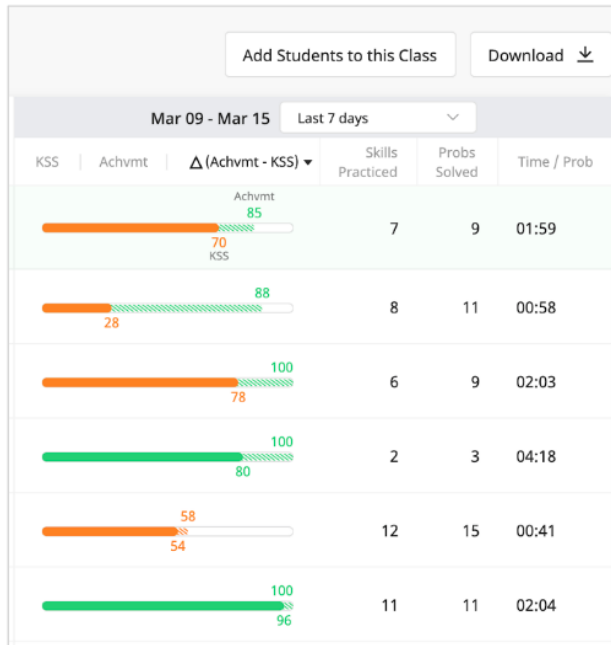 Add Students to this Class
Download
Mar 09 - Mar 15
Last 7 days
KSS | Achvmt | Δ (Achvmt - KSS)
Skills Practiced
Probs Solved
Time / Prob
Achvmt
85
70
KSS
7 9 01:59
88
28
8 11 00:58
100
78
6 9 02:03
100
80
2 3 04:18
58
54
12 15 00:41
100
96
11 11 02:04